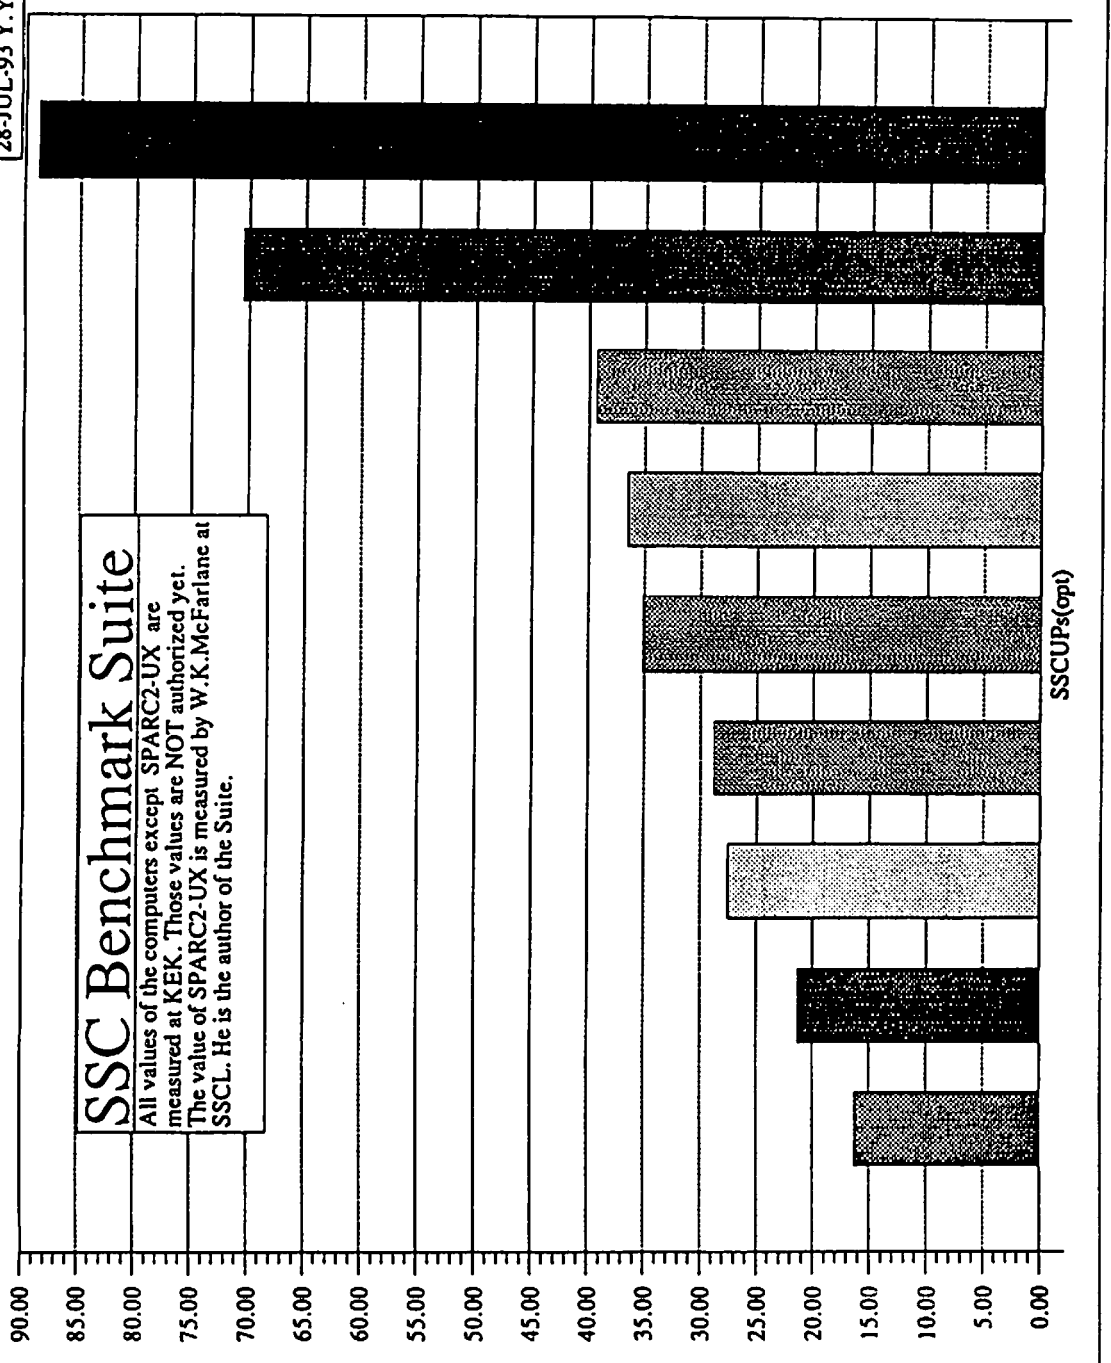 28-JUL-93
SSC Benchmark Suite
All values of the computers except SPARC2-UX are
measured at KEK. Those values are NOT authorized yet.
The value of SPARC2-UX is measured by W.K.McFarlane at
SSCL. He is the author of the Suite.
90.00
85.00
80.00
75.00
70.00
65.00
60.00
55.00
50.00
45.00
40.00
35.00
30.00
25.00
20.00
15.00
10.00
5.00
0.00
SSCUPs(opt)